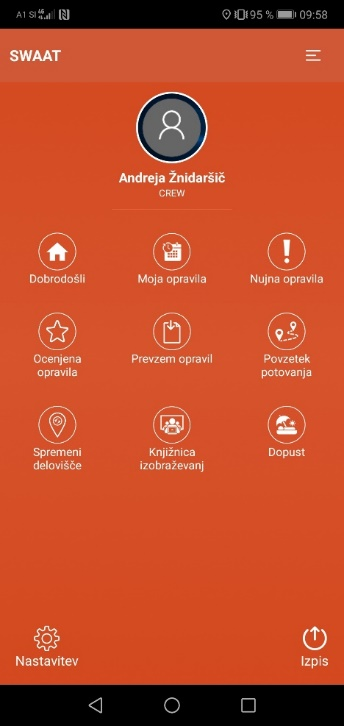 A1 SI 95 % 09:58
SWAAT
Andreja Žnidaršič
CREW
Dobrodošli Moja opravila Nujna opravila
Ocenjena Prevzem opravil Povzetek
opravila potovanja
Spremeni Knjižnica Dopust
delovišče izobraževanj
Nastavitev Izpis